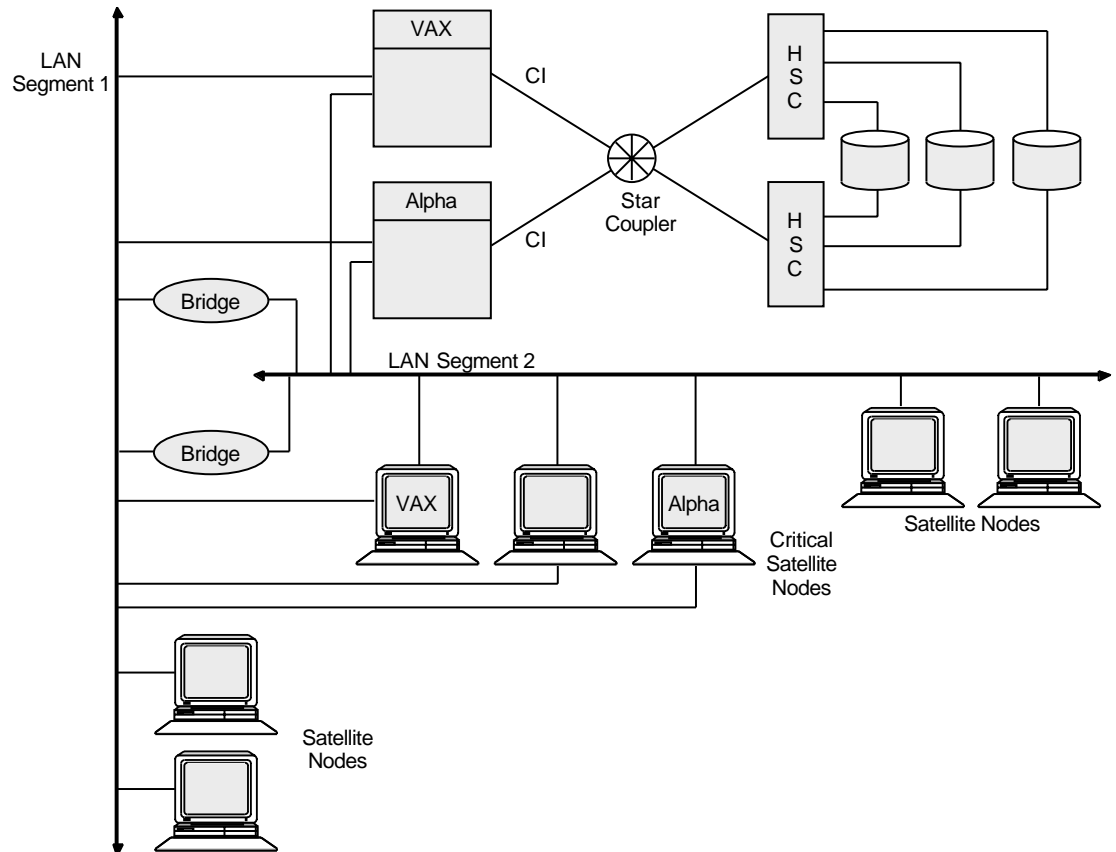 LAN
Segment 1
VAX
CI
H
S
C
Star
Coupler
Alpha
CI
H
S
C
Bridge
LAN Segment 2
Bridge
VAX
Alpha
Critical
Satellite
Nodes
Satellite Nodes
Satellite
Nodes